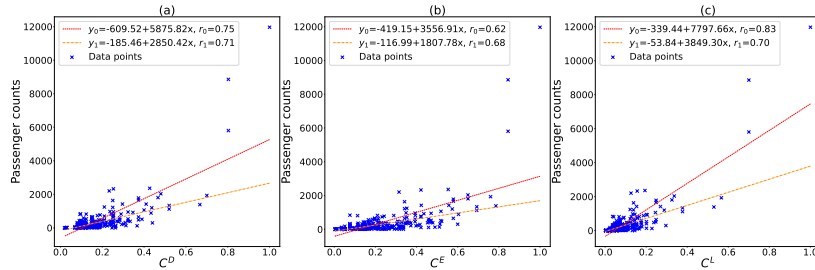 (a)
y0=-609.52+5875.82x, r0=0.75
y1=-185.46+2850.42x, r1=0.71
Data points
Passenger counts
12000
10000
8000
6000
4000
2000
0
0.0 0.2 0.4 0.6 0.8 1.0
C^D
(b)
y0=-419.15+3556.91x, r0=0.62
y1=-116.99+1807.78x, r1=0.68
Data points
Passenger counts
12000
10000
8000
6000
4000
2000
0
0.0 0.2 0.4 0.6 0.8 1.0
C^E
(c)
y0=-339.44+7797.66x, r0=0.83
y1=-53.84+3849.30x, r1=0.70
Data points
Passenger counts
12000
10000
8000
6000
4000
2000
0
0.0 0.2 0.4 0.6 0.8 1.0
C^L